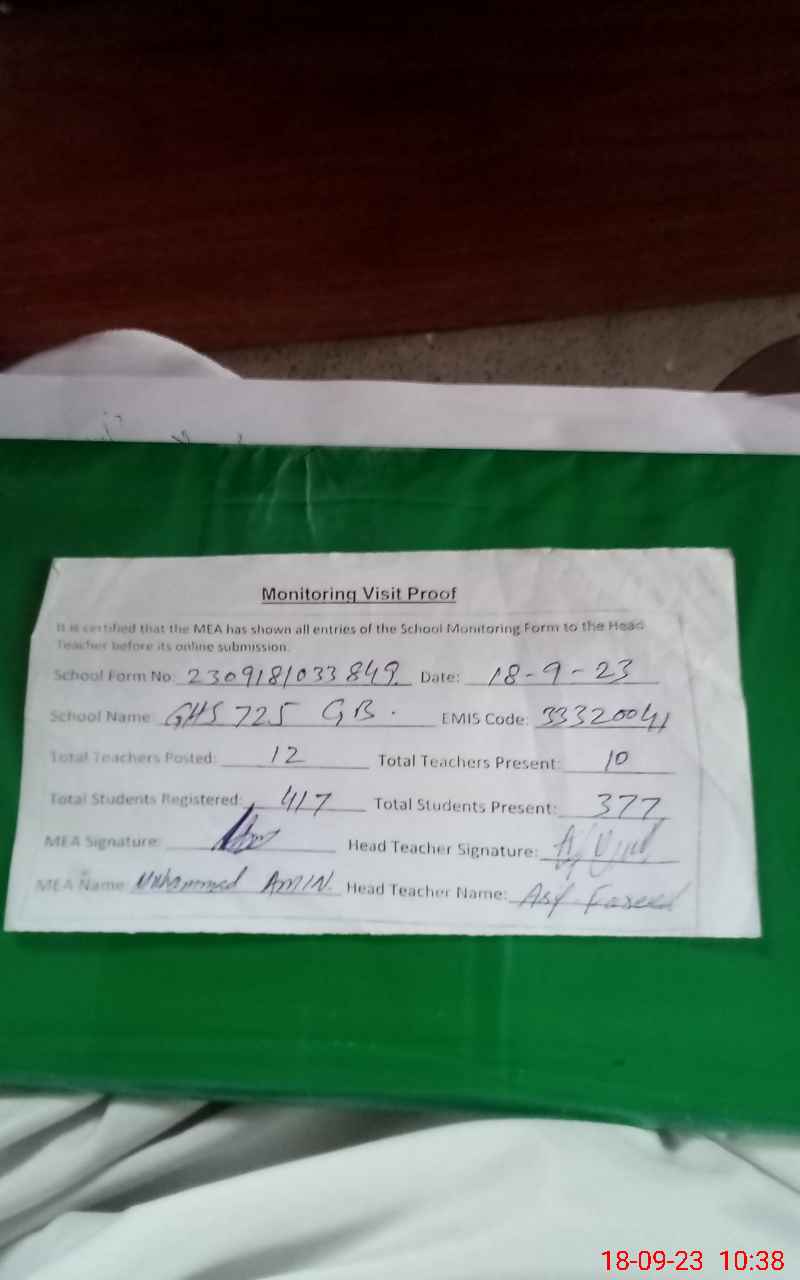 Monitoring Visit Proof
It is certified that the MEA has shown all entries of the School Monitoring Form to the Head
Teacher before its online submission.
School Form No: 2309181033849 Date: 18-9-23
School Name: GHS 725 GB. EMIS Code: 33320041
Total Teachers Posted: 12 Total Teachers Present: 10
Total Students Registered: 417 Total Students Present: 377
MEA Signature: Head Teacher Signature:
MEA Name: Muhammed AMIN Head Teacher Name: Asif Fareed
18-09-23 10:38